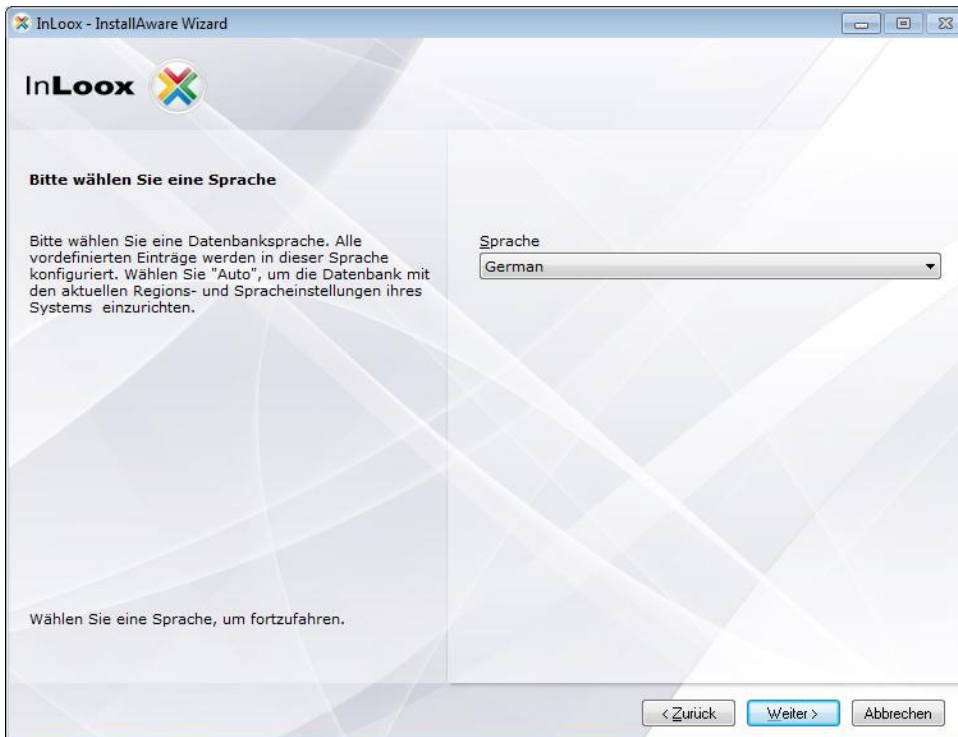 InLoox - InstallAware Wizard
InLoox
Bitte wählen Sie eine Sprache
Bitte wählen Sie eine Datenbanksprache. Alle
vordefinierten Einträge werden in dieser Sprache
konfiguriert. Wählen Sie "Auto", um die Datenbank mit
den aktuellen Regions- und Spracheinstellungen ihres
Systems  einzurichten.
Sprache
German
Wählen Sie eine Sprache, um fortzufahren.
< Zurück
Weiter >
Abbrechen